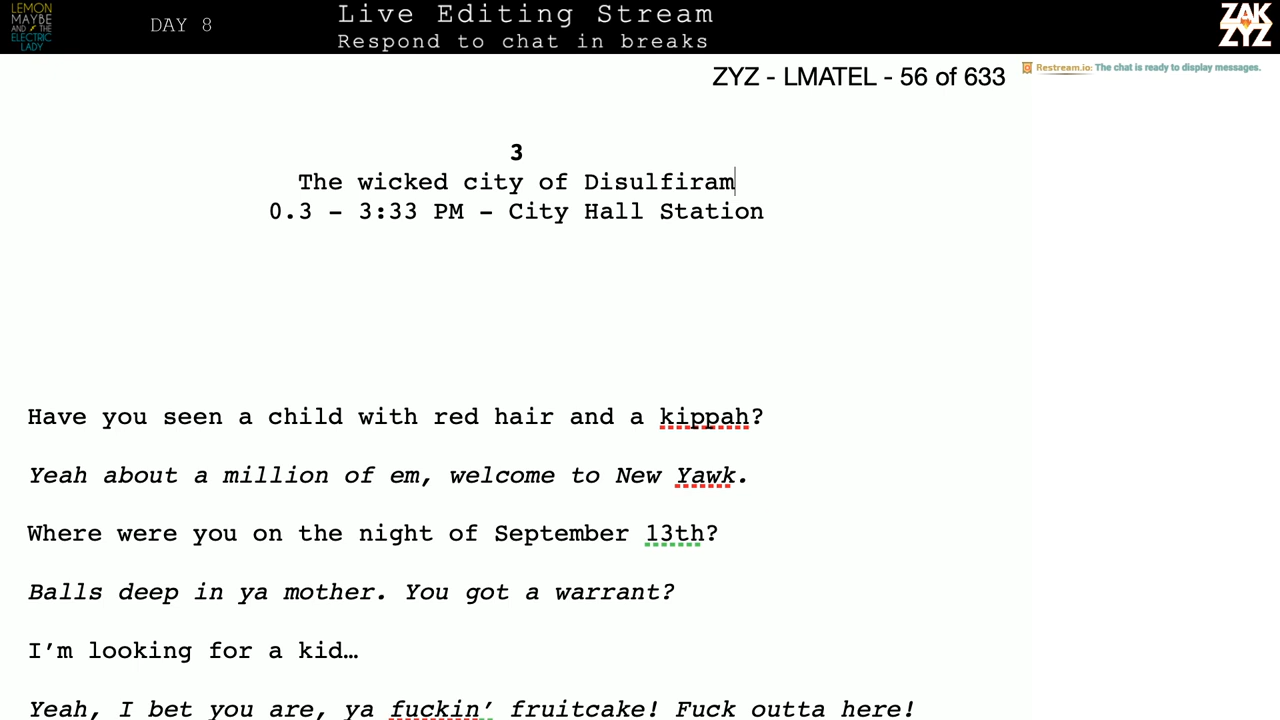 LEMON
MAYBE
AND THE
ELECTRIC
LADY
DAY 8
Live Editing Stream
Respond to chat in breaks
ZAK
ZYZ
ZYZ - LMATEL - 56 of 633
Restream.io: The chat is ready to display messages.
3
The wicked city of Disulfiram
0.3 – 3:33 PM – City Hall Station
Have you seen a child with red hair and a kippah?
Yeah about a million of em, welcome to New Yawk.
Where were you on the night of September 13th?
Balls deep in ya mother. You got a warrant?
I’m looking for a kid…
Yeah, I bet you are, ya fuckin’ fruitcake! Fuck outta here!